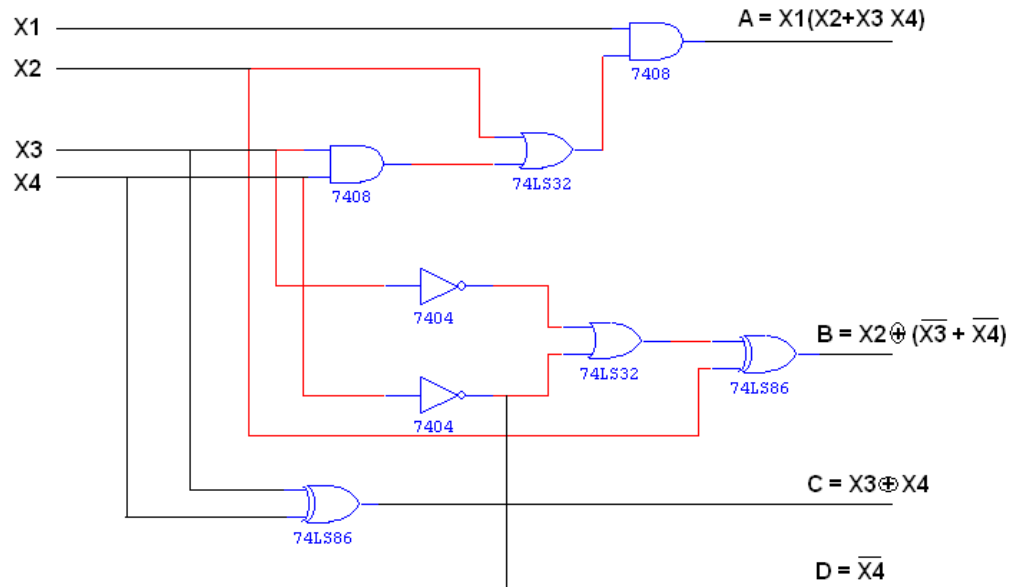 X1
A = X1(X2+X3 X4)
7408
X2
X3
X4
7408
74LS32
7404
74LS32
B = X2 ⊕ (X̅3̅ + X̅4̅)
74LS86
7404
C = X3 ⊕ X4
74LS86
D = X̅4̅